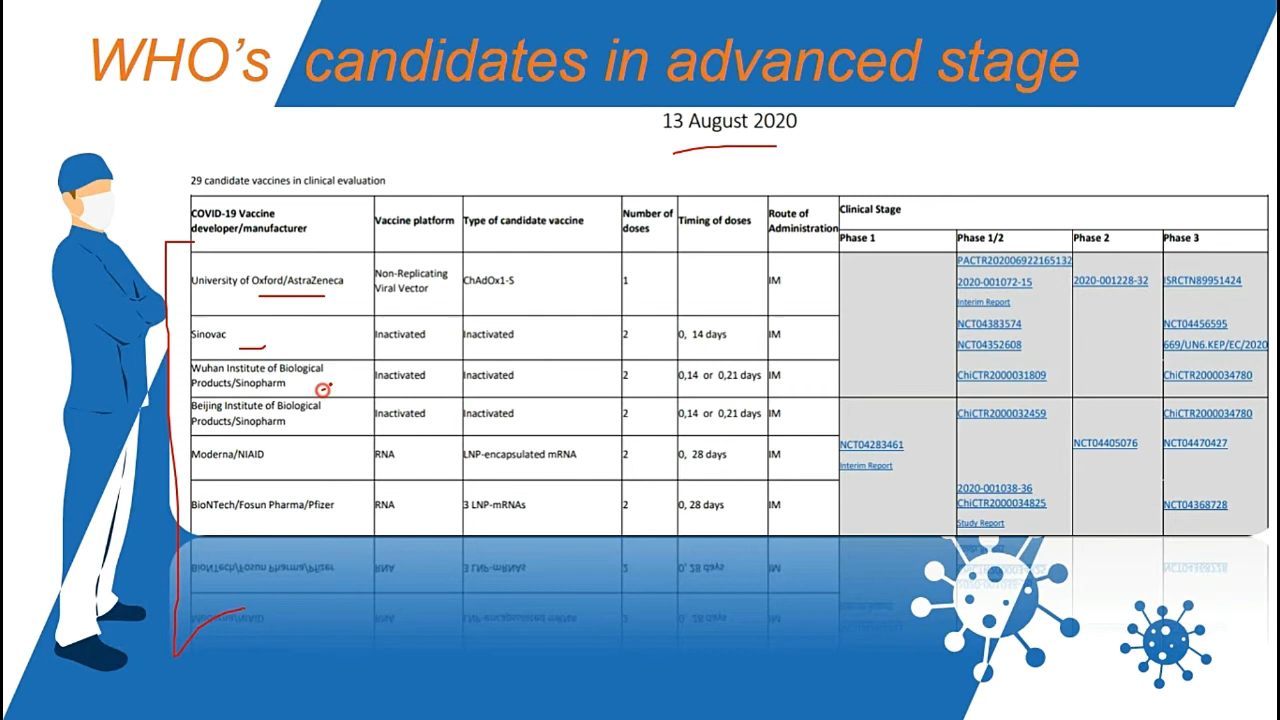 WHO's candidates in advanced stage
13 August 2020
29 candidate vaccines in clinical evaluation
COVID-19 Vaccine developer/manufacturer Vaccine platform Type of candidate vaccine Number of doses Timing of doses Route of Administration Clinical Stage
Phase 1 Phase 1/2 Phase 2 Phase 3
University of Oxford/AstraZeneca Non-Replicating Viral Vector ChAdOx1-S 1 IM PACTR202006922165132 2020-001072-15 Interim Report 2020-001228-32 ISRCTN89951424
Sinovac Inactivated Inactivated 2 0, 14 days IM NCT04383574 NCT04352608 NCT04456595 669/UN6.KEP/EC/2020
Wuhan Institute of Biological Products/Sinopharm Inactivated Inactivated 2 0,14 or 0,21 days IM ChiCTR2000031809 ChiCTR2000034780
Beijing Institute of Biological Products/Sinopharm Inactivated Inactivated 2 0,14 or 0,21 days IM ChiCTR2000032459 ChiCTR2000034780
Moderna/NIAID RNA LNP-encapsulated mRNA 2 0, 28 days IM NCT04283461 Interim Report NCT04405076 NCT04470427
BioNTech/Fosun Pharma/Pfizer RNA 3 LNP-mRNAs 2 0, 28 days IM 2020-001038-36 ChiCTR2000034825 Study Report NCT04368728